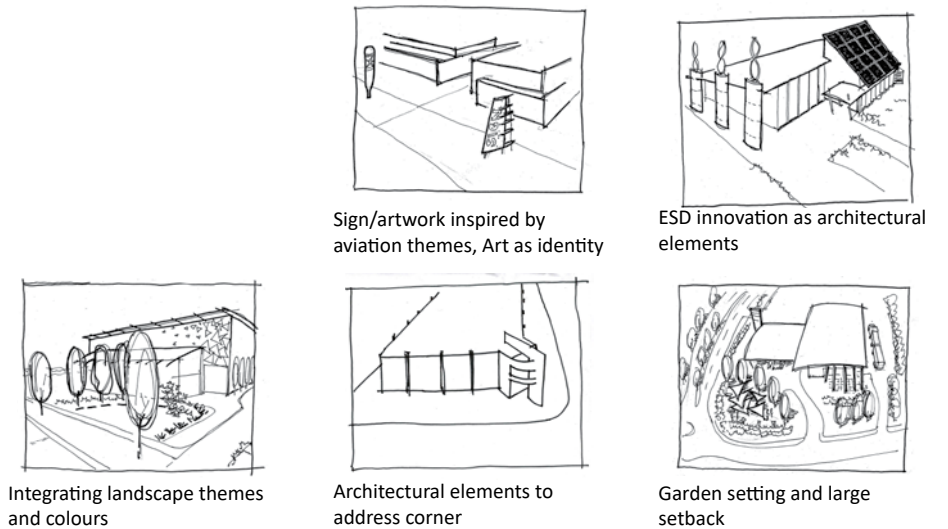 Sign/artwork inspired by
aviation themes, Art as identity
ESD innovation as architectural
elements
Integrating landscape themes
and colours
Architectural elements to
address corner
Garden setting and large
setback